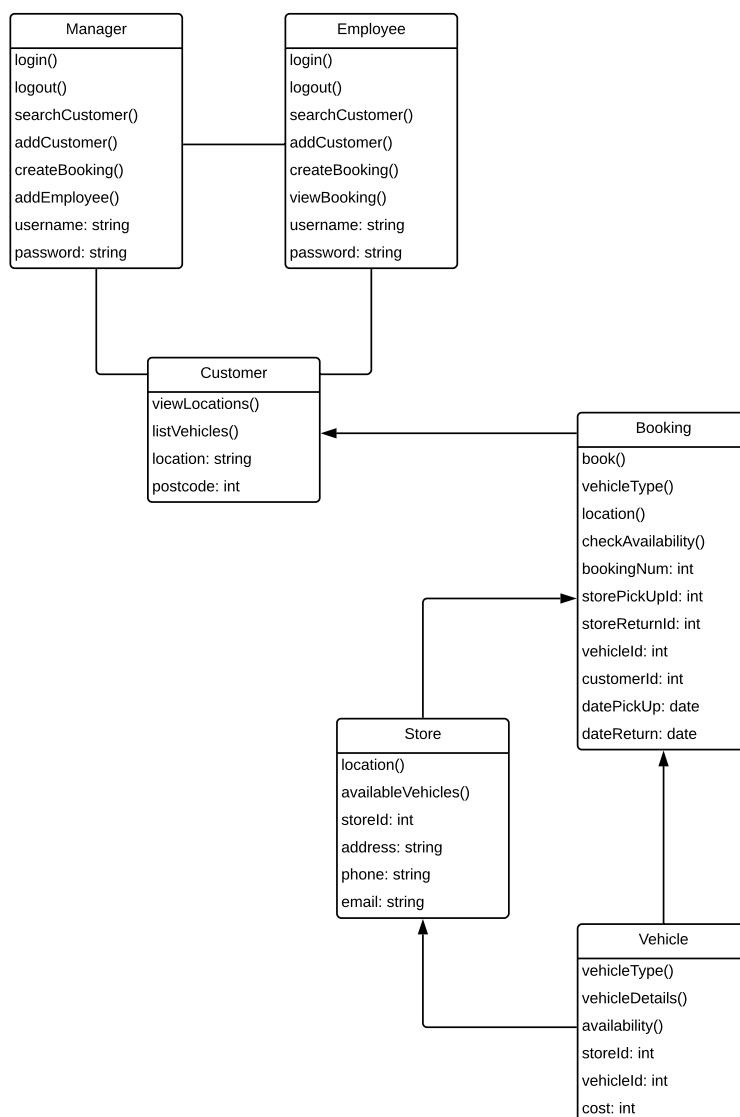 Manager
login()
logout()
searchCustomer()
addCustomer()
createBooking()
addEmployee()
username: string
password: string
Employee
login()
logout()
searchCustomer()
addCustomer()
createBooking()
viewBooking()
username: string
password: string
Customer
viewLocations()
listVehicles()
location: string
postcode: int
Booking
book()
vehicleType()
location()
checkAvailability()
bookingNum: int
storePickUpId: int
storeReturnId: int
vehicleId: int
customerId: int
datePickUp: date
dateReturn: date
Store
location()
availableVehicles()
storeId: int
address: string
phone: string
email: string
Vehicle
vehicleType()
vehicleDetails()
availability()
storeId: int
vehicleId: int
cost: int